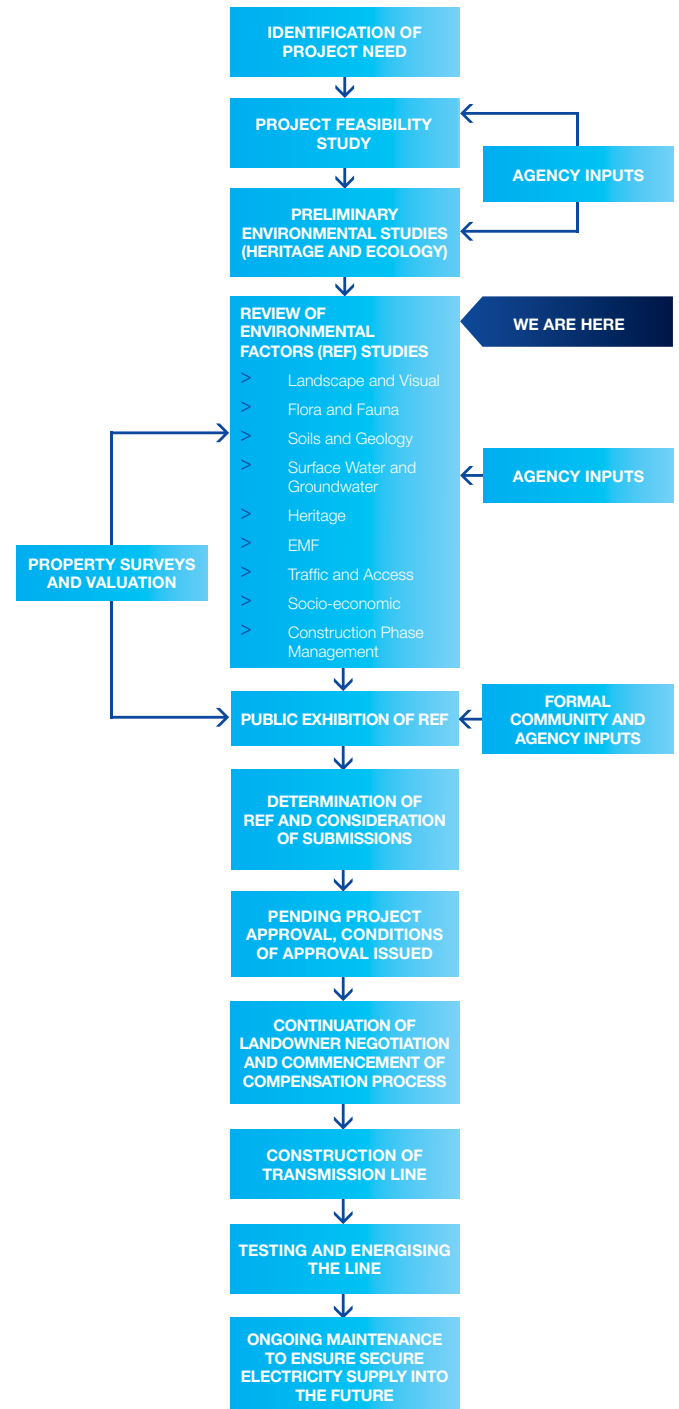 IDENTIFICATION OF
PROJECT NEED
PROJECT FEASIBILITY
STUDY
AGENCY INPUTS
PRELIMINARY
ENVIRONMENTAL STUDIES
(HERITAGE AND ECOLOGY)
REVIEW OF
ENVIRONMENTAL
FACTORS (REF) STUDIES
> Landscape and Visual
> Flora and Fauna
> Soils and Geology
> Surface Water and
Groundwater
> Heritage
> EMF
> Traffic and Access
> Socio-economic
> Construction Phase
Management
WE ARE HERE
AGENCY INPUTS
PROPERTY SURVEYS
AND VALUATION
PUBLIC EXHIBITION OF REF
FORMAL
COMMUNITY AND
AGENCY INPUTS
DETERMINATION OF
REF AND CONSIDERATION
OF SUBMISSIONS
PENDING PROJECT
APPROVAL, CONDITIONS
OF APPROVAL ISSUED
CONTINUATION OF
LANDOWNER NEGOTIATION
AND COMMENCEMENT OF
COMPENSATION PROCESS
CONSTRUCTION OF
TRANSMISSION LINE
TESTING AND ENERGISING
THE LINE
ONGOING MAINTENANCE
TO ENSURE SECURE
ELECTRICITY SUPPLY INTO
THE FUTURE